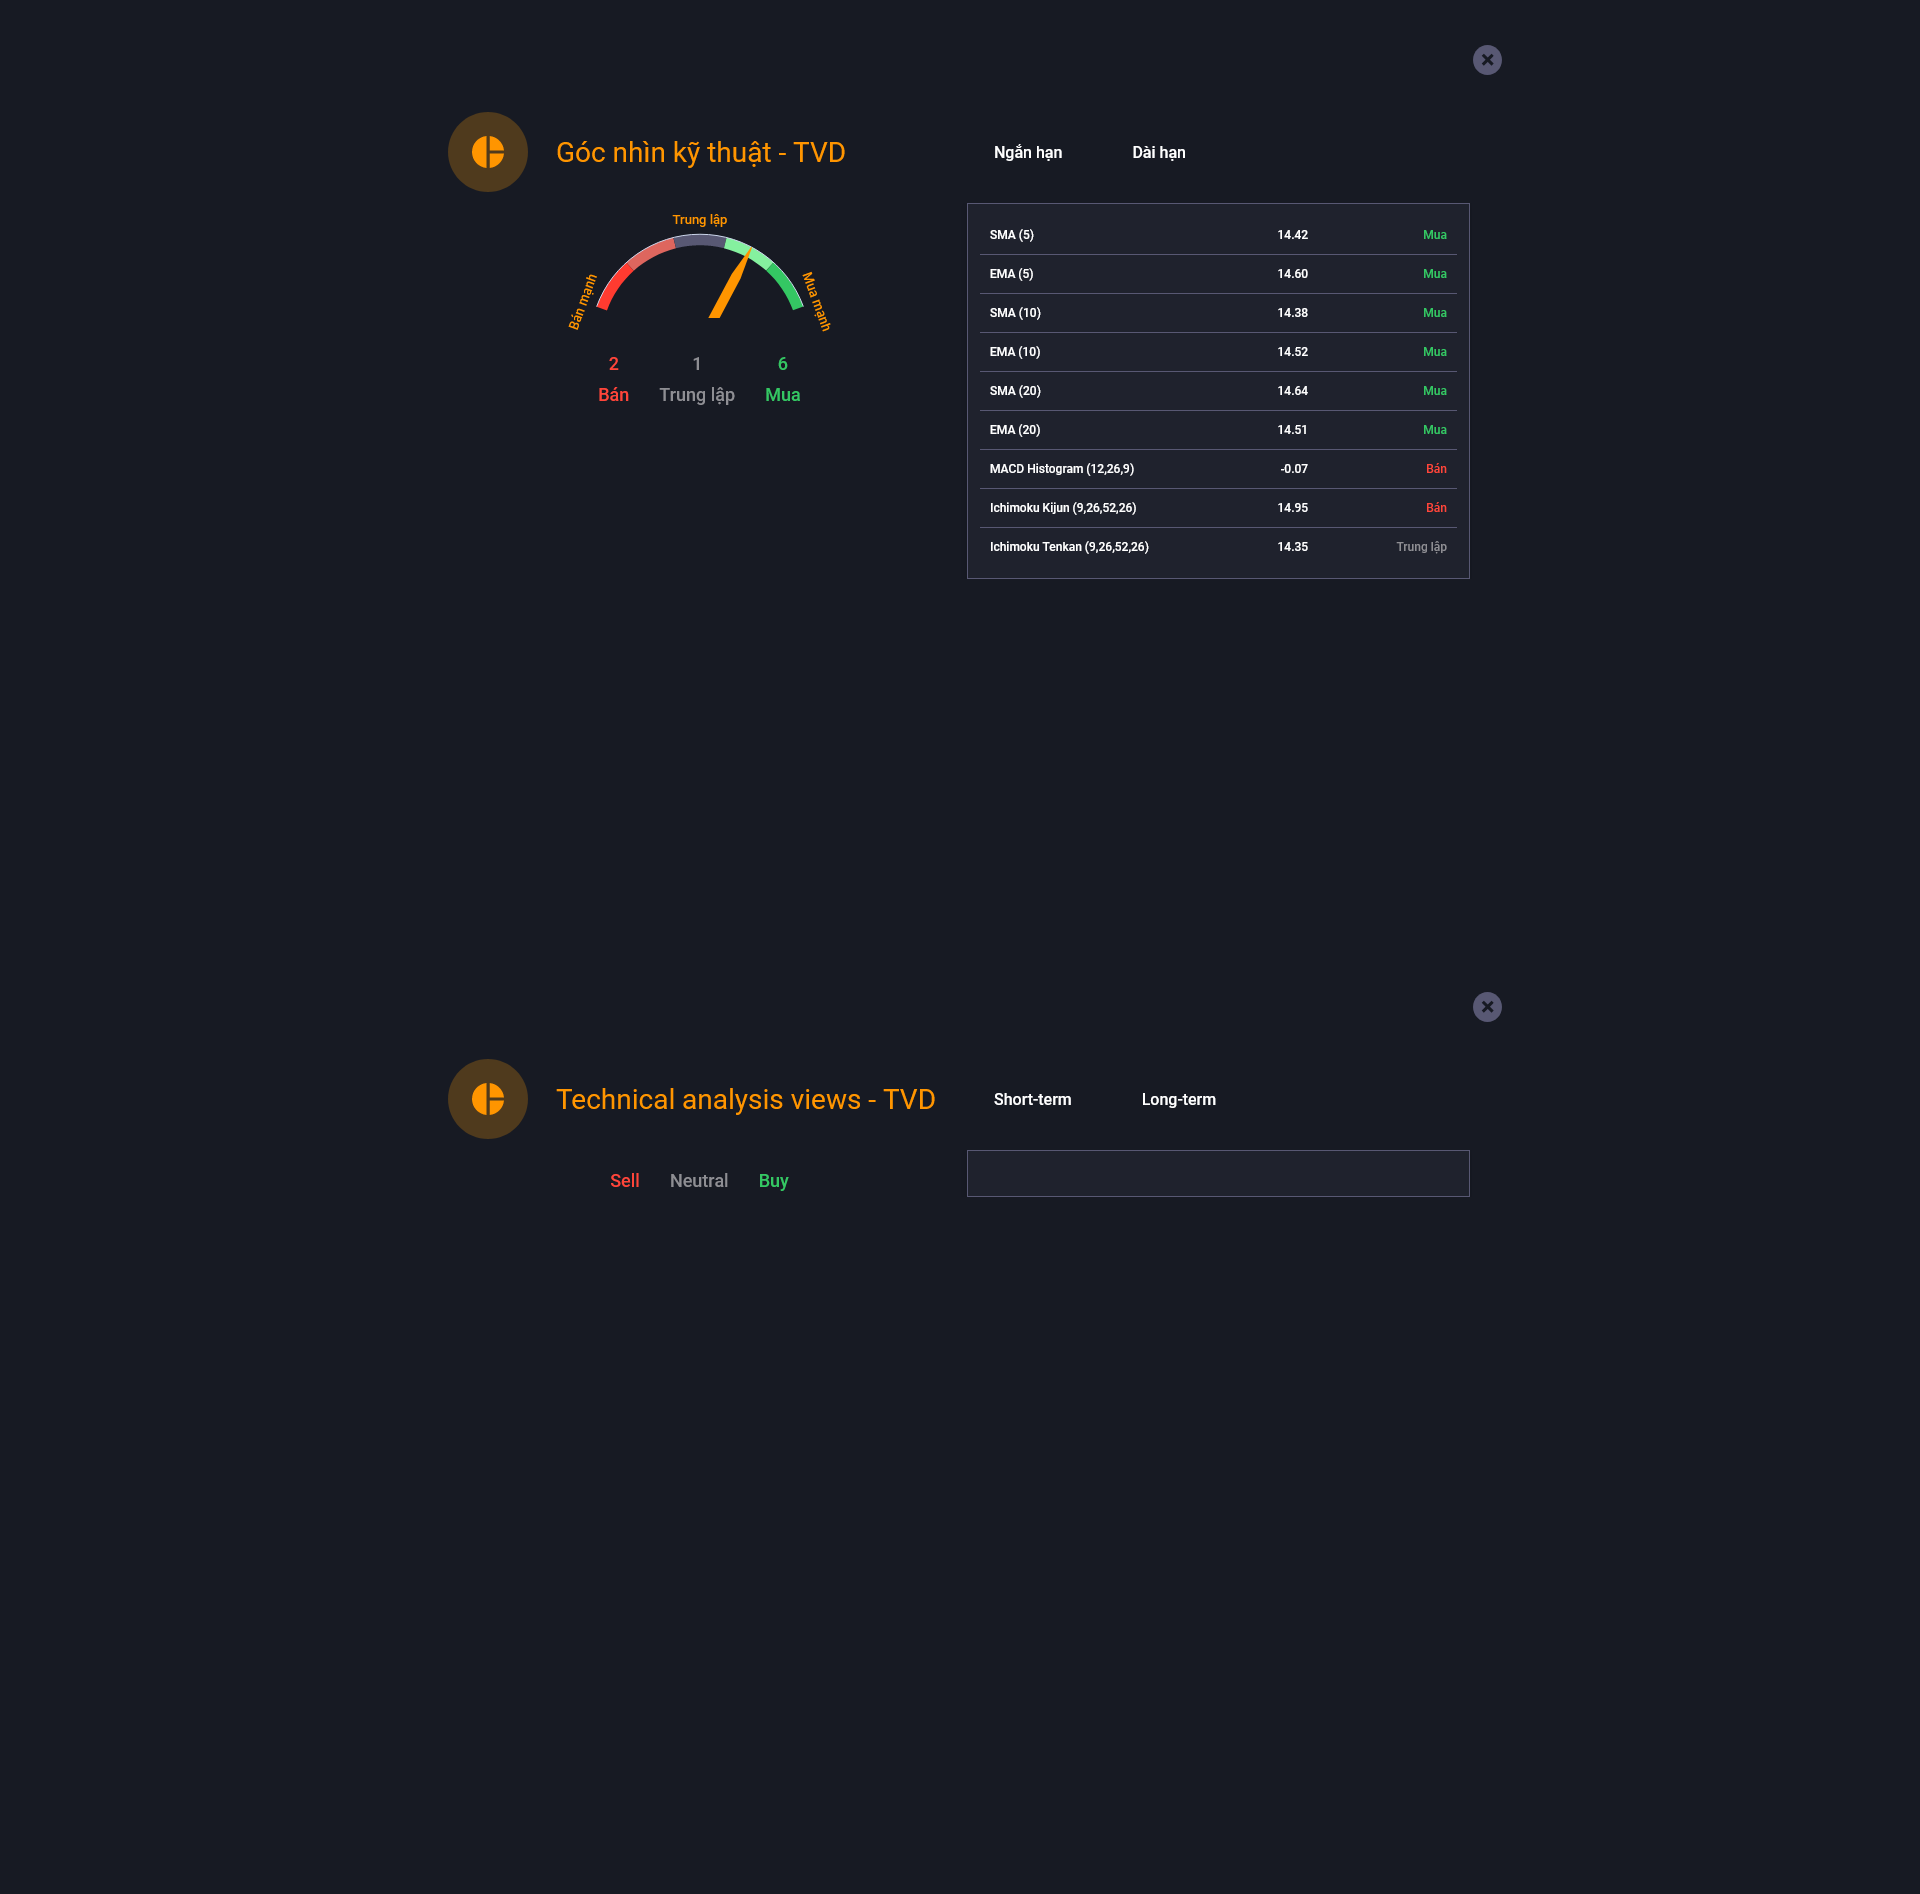 Góc nhìn kỹ thuật - TVD
Ngắn hạn Dài hạn
Trung lập
Bán mạnh
Mua mạnh
2 1 6
Bán Trung lập Mua
SMA (5) 14.42 Mua
EMA (5) 14.60 Mua
SMA (10) 14.38 Mua
EMA (10) 14.52 Mua
SMA (20) 14.64 Mua
EMA (20) 14.51 Mua
MACD Histogram (12,26,9) -0.07 Bán
Ichimoku Kijun (9,26,52,26) 14.95 Bán
Ichimoku Tenkan (9,26,52,26) 14.35 Trung lập
Technical analysis views - TVD
Short-term Long-term
Sell Neutral Buy